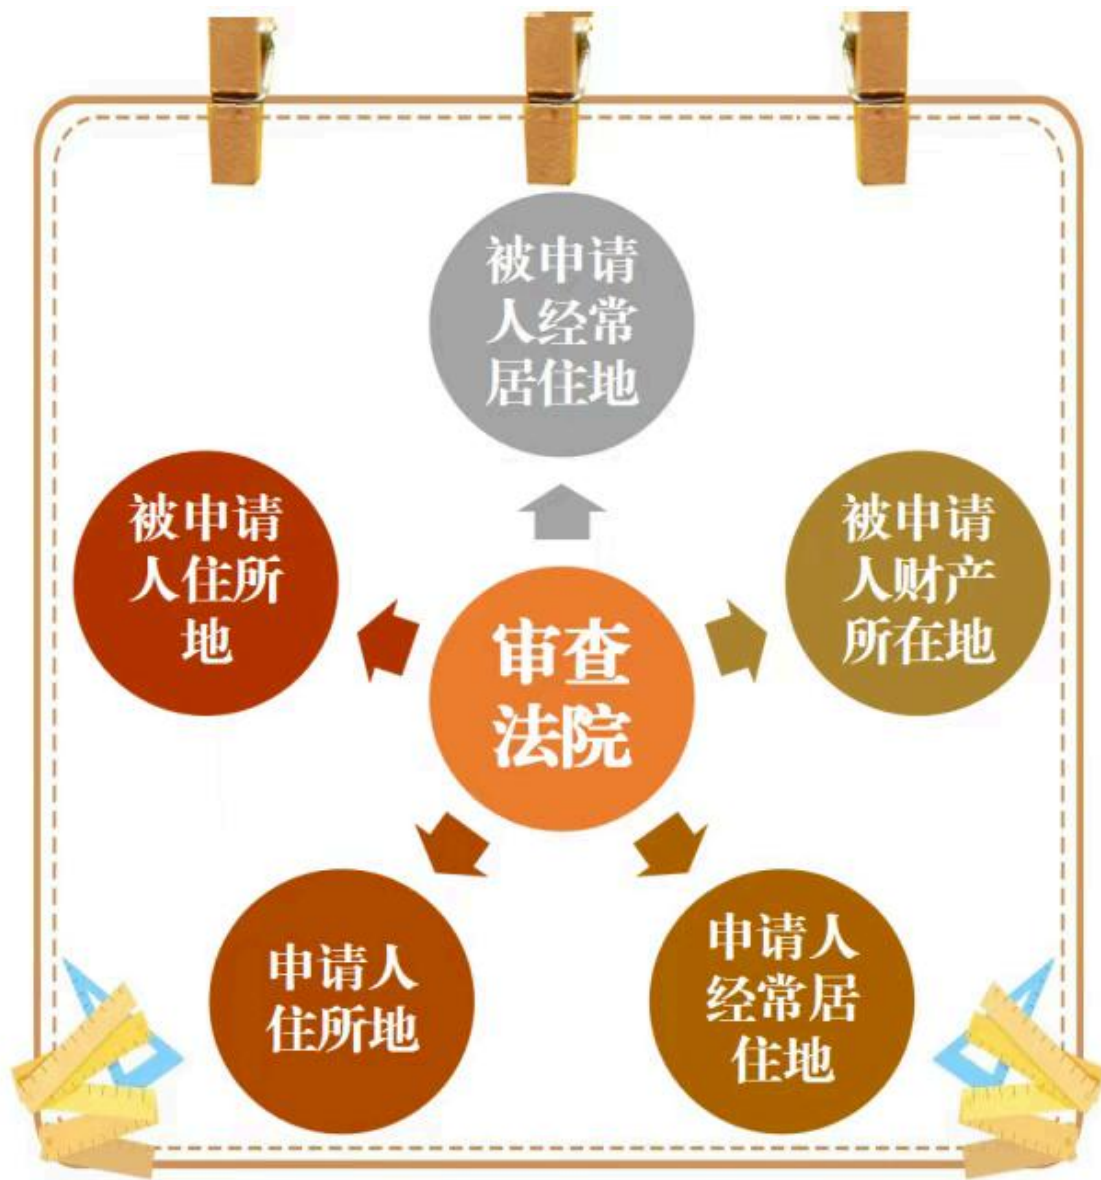 被申请
人经常
居住地
被申请
人住所
地
被申请
人财产
所在地
审查
法院
申请人
住所地
申请人
经常居
住地